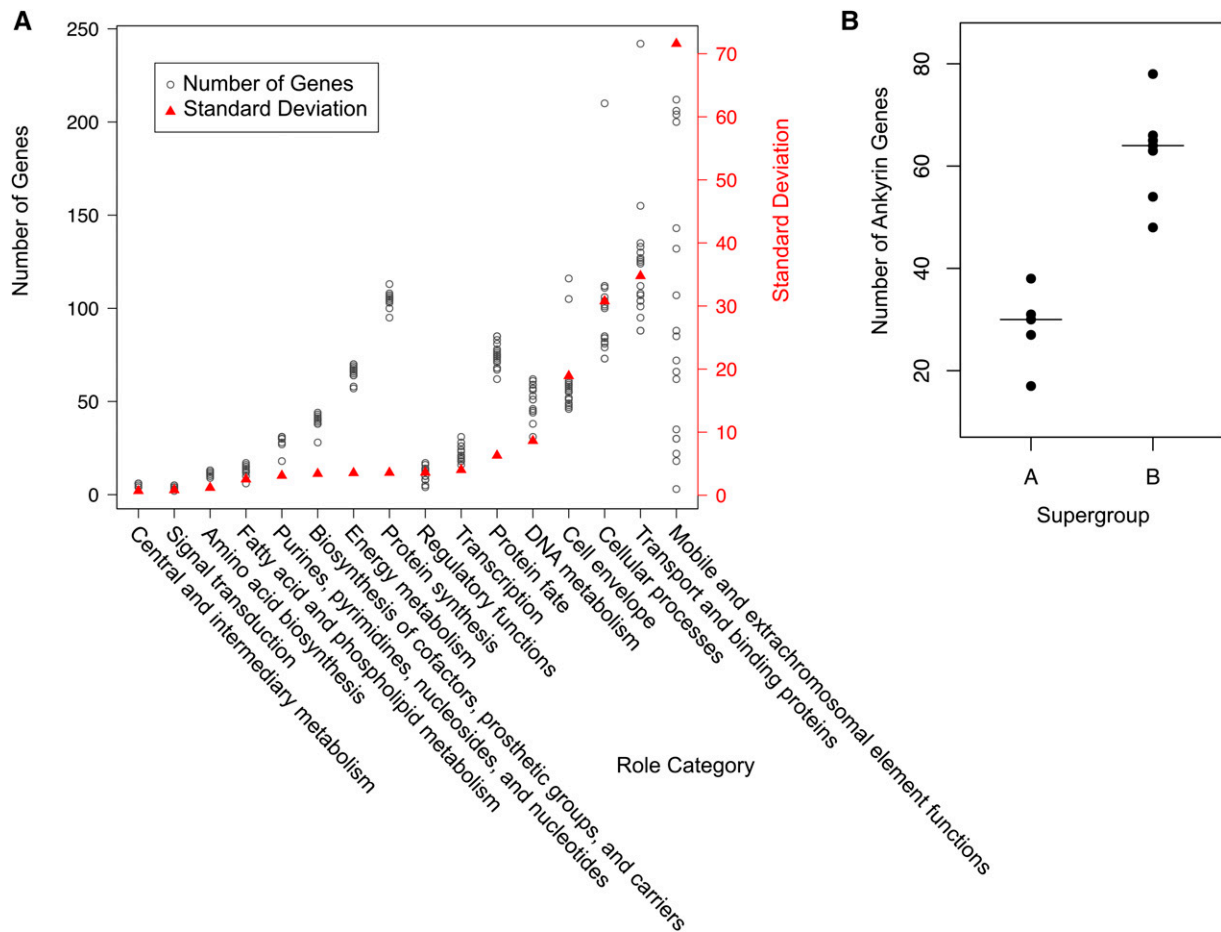 A
Number of Genes
250
200
150
100
50
0
Number of Genes
Standard Deviation
70
60
50
40
30
20
10
0
Standard Deviation
Central and intermediary metabolism
Signal transduction
Amino acid biosynthesis
Fatty acid and phospholipid metabolism
Purines, pyrimidines, nucleosides, and nucleotides
Biosynthesis of cofactors, prosthetic groups, and carriers
Energy metabolism
Protein synthesis
Regulatory functions
Transcription
Protein fate
DNA metabolism
Cell envelope
Cellular processes
Transport and binding proteins
Mobile and extrachromosomal element functions
Role Category
B
Number of Ankyrin Genes
80
60
40
20
A
B
Supergroup